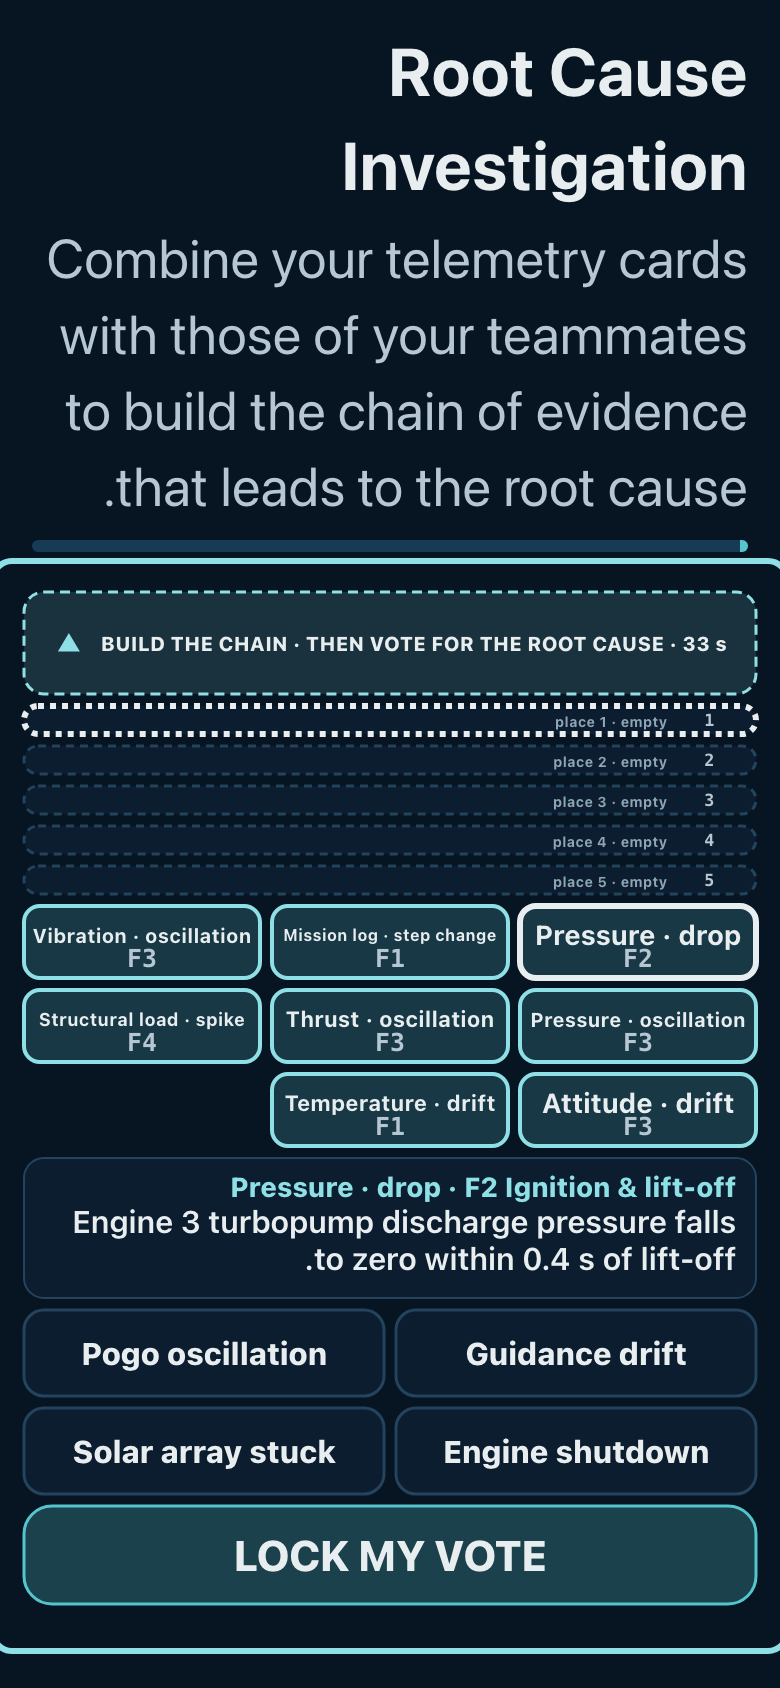 Root Cause
Investigation
Combine your telemetry cards
with those of your teammates
to build the chain of evidence
.that leads to the root cause
▲ BUILD THE CHAIN · THEN VOTE FOR THE ROOT CAUSE · 33 s
place 1 · empty 1
place 2 · empty 2
place 3 · empty 3
place 4 · empty 4
place 5 · empty 5
Vibration · oscillation
F3
Mission log · step change
F1
Pressure · drop
F2
Structural load · spike
F4
Thrust · oscillation
F3
Pressure · oscillation
F3
Temperature · drift
F1
Attitude · drift
F3
Pressure · drop · F2 Ignition & lift-off
Engine 3 turbopump discharge pressure falls
.to zero within 0.4 s of lift-off
Pogo oscillation
Guidance drift
Solar array stuck
Engine shutdown
LOCK MY VOTE